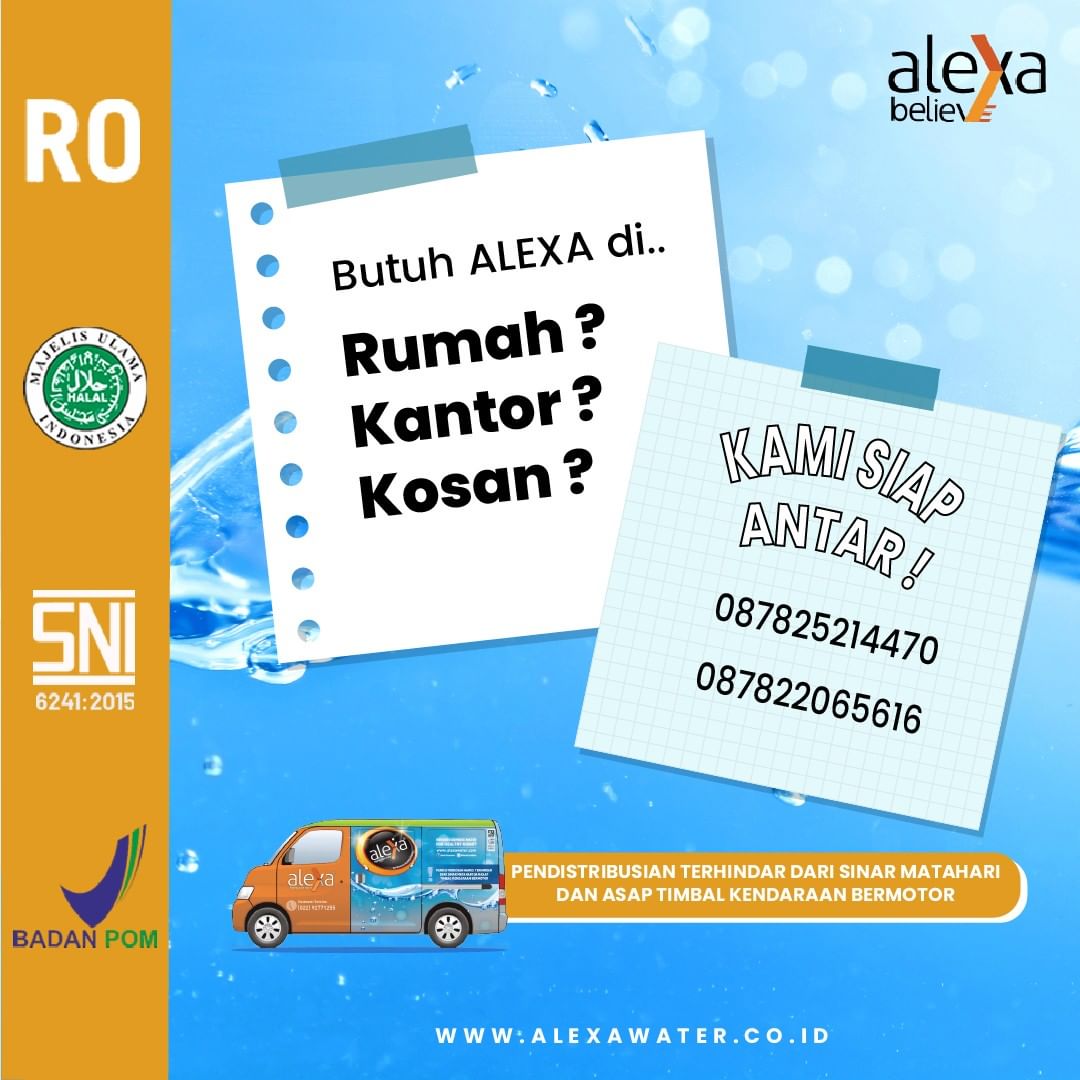 RO
MAJELIS ULAMA
حلال
HALAL
INDONESIA
SNI
6241:2015
BADAN POM
alexa
believe
Butuh ALEXA di..
Rumah ?
Kantor ?
Kosan ?
KAMI SIAP
ANTAR !
087825214470
087822065616
alexa
alexa
PENDISTRIBUSIAN TERHINDAR DARI SINAR MATAHARI
DAN ASAP TIMBAL KENDARAAN BERMOTOR
WWW.ALEXAWATER.CO.ID